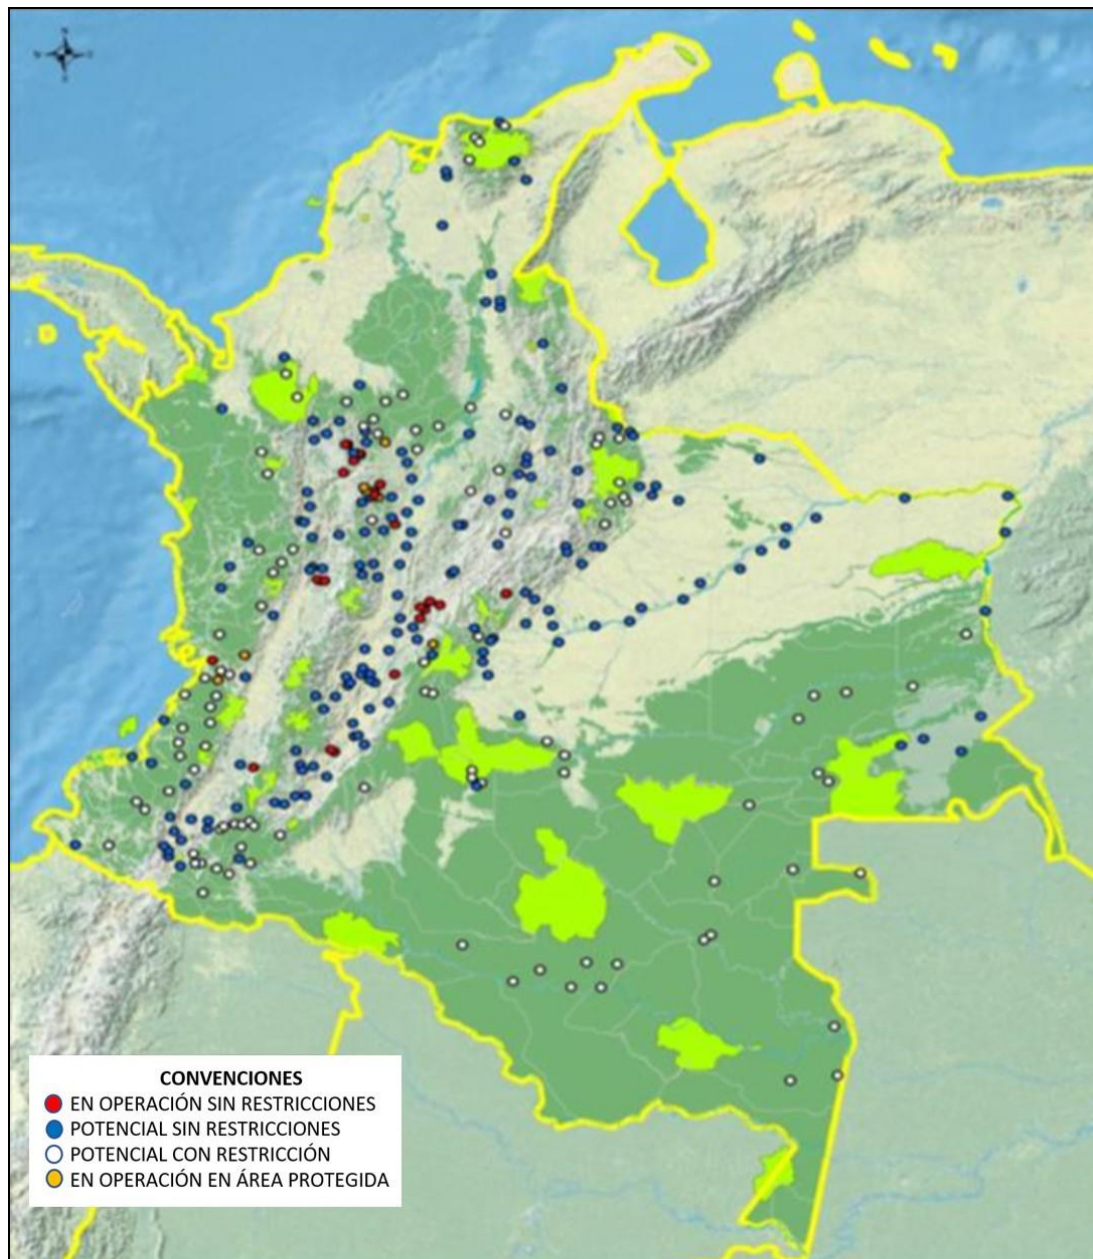 CONVENCIONES
EN OPERACIÓN SIN RESTRICCIONES
POTENCIAL SIN RESTRICCIONES
POTENCIAL CON RESTRICCIÓN
EN OPERACIÓN EN ÁREA PROTEGIDA